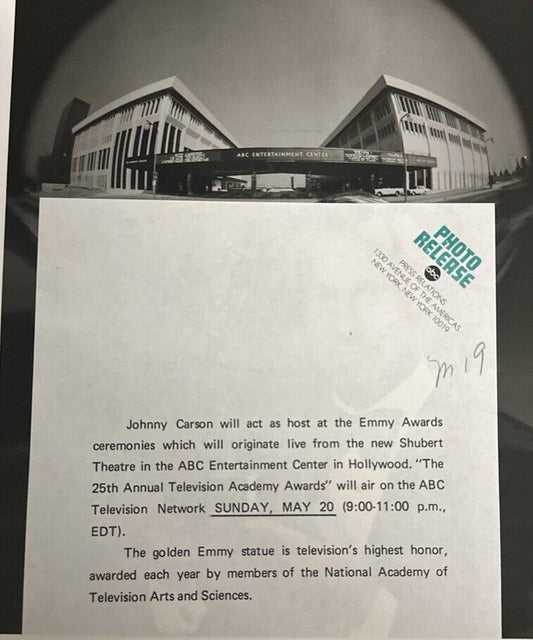 ABC ENTERTAINMENT CENTER
PHOTO
RELEASE
abc
PRESS RELATIONS
1330 AVENUE OF THE AMERICAS
NEW YORK, NEW YORK 10019
m 19
Johnny Carson will act as host at the Emmy Awards
ceremonies which will originate live from the new Shubert
Theatre in the ABC Entertainment Center in Hollywood. "The
25th Annual Television Academy Awards" will air on the ABC
Television Network SUNDAY, MAY 20 (9:00-11:00 p.m.,
EDT).
The golden Emmy statue is television's highest honor,
awarded each year by members of the National Academy of
Television Arts and Sciences.